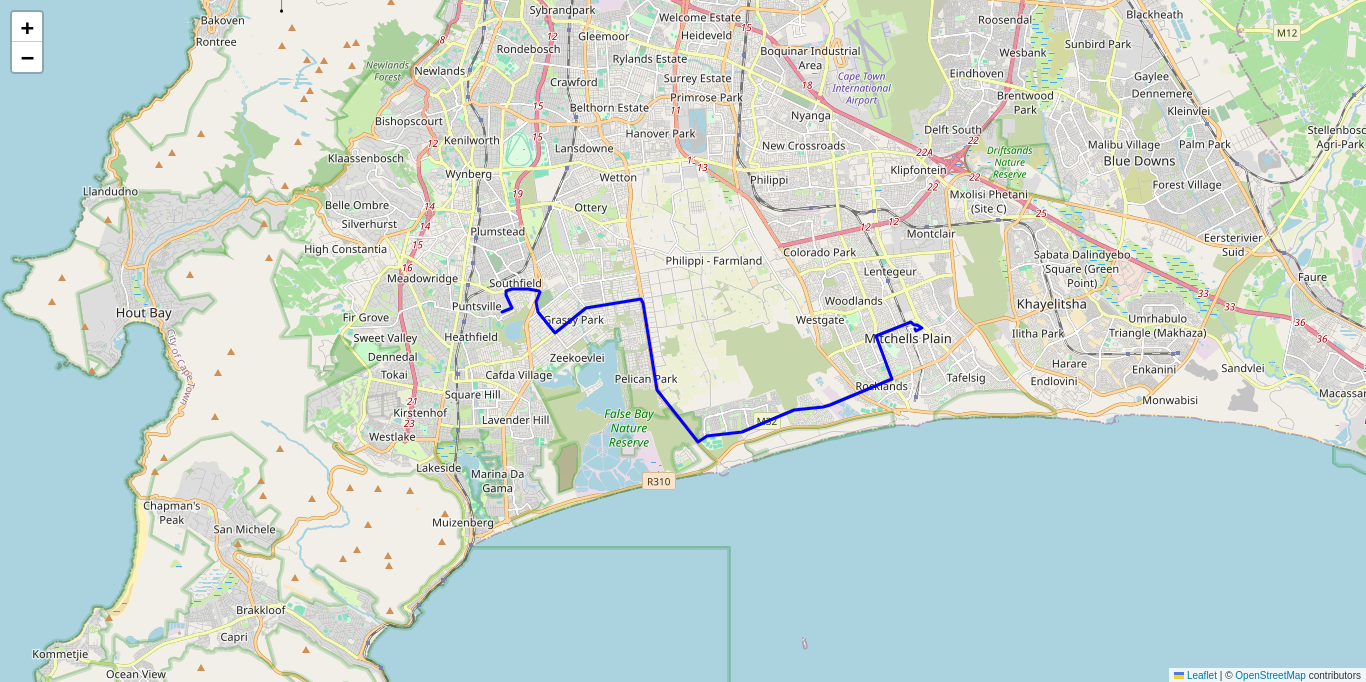 +
−
Bakoven
Rontree
Sybrandpark
Welcome Estate
Gleemoor
Heideveld
Rondebosch
Rylands Estate
Boquinar Industrial
Area
Roosendal
Blackheath
M12
Wesbank
Sunbird Park
Newlands
Forest
Newlands
Crawford
Surrey Estate
Primrose Park
Cape Town
International
Airport
Eindhoven
Gaylee
Dennemere
Brentwood
Park
Kleinvlei
Belthorn Estate
Bishopscourt
Kenilworth
Hanover Park
Nyanga
Delft South
Stellenbosc
Agri-Park
Lansdowne
New Crossroads
Malibu Village
Palm Park
Klaassenbosch
Driftsands
Nature
Reserve
Blue Downs
Wynberg
Wetton
Philippi
Klipfontein
Forest Village
Llandudno
Belle Ombre
Ottery
Mxolisi Phetani
(Site C)
Silverhurst
Plumstead
Montclair
Eersterivier
Suid
High Constantia
Colorado Park
Sabata Dalindyebo
Square (Green
Point)
Philippi - Farmland
Meadowridge
Lentegeur
Faure
Southfield
Puntsville
Woodlands
Khayelitsha
Hout Bay
Fir Grove
Grassy Park
Westgate
Umrhabulo
Triangle (Makhaza)
City of Cape Town
Sweet Valley
Heathfield
Mitchells Plain
Ilitha Park
Dennedal
Zeekoevlei
Harare
Enkanini
Sandvlei
Tokai
Cafda Village
Pelican Park
Rocklands
Tafelsig
Endlovini
Square Hill
Macassar
Monwabisi
Kirstenhof
Lavender Hill
False Bay
Nature
Reserve
M32
Westlake
Lakeside
Marina Da
Gama
R310
Chapman's
Peak
San Michele
Muizenberg
Brakkloof
Capri
Kommetjie
Ocean View
8
12
15
11
13
14
16
17
18
19
21
23
22
22A
25
33
36
Leaflet | © OpenStreetMap contributors